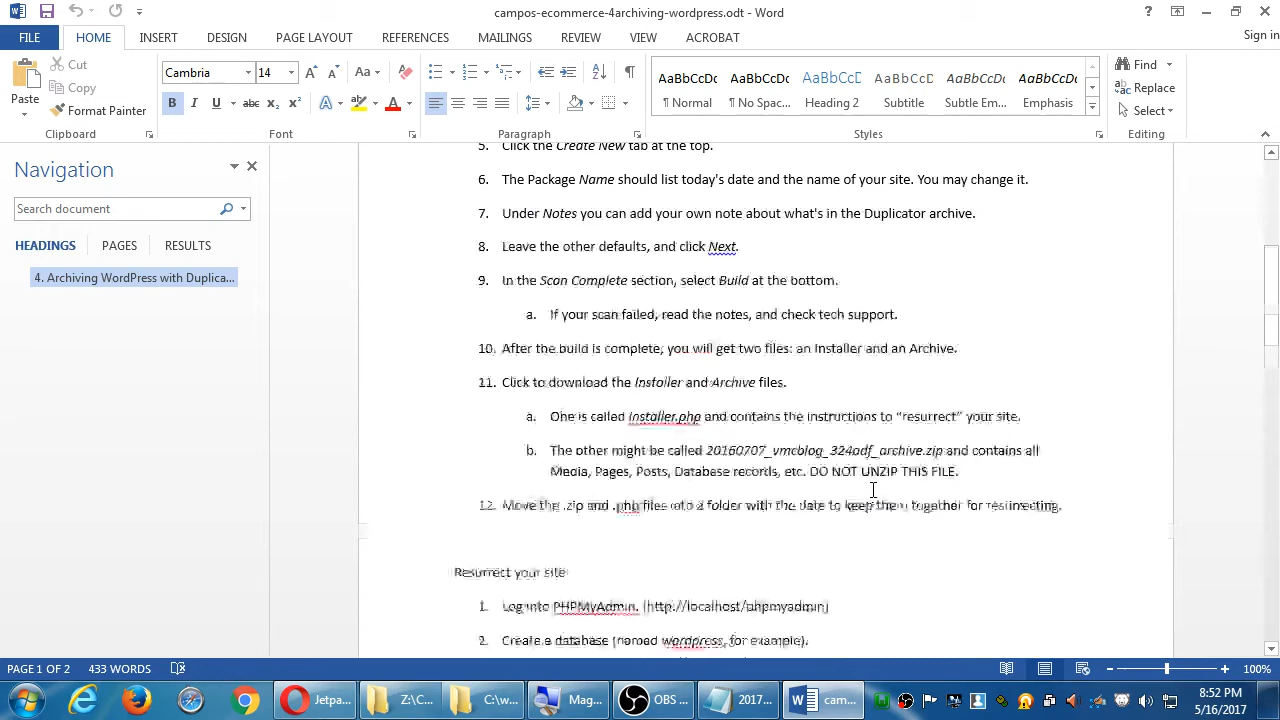 campos-ecommerce-4archiving-wordpress.odt - Word
Sign in
FILE HOME INSERT DESIGN PAGE LAYOUT REFERENCES MAILINGS REVIEW VIEW ACROBAT
Paste
Cut
Copy
Format Painter
Clipboard
Cambria 14
Font
Paragraph
AaBbCcDc AaBbCcDc AaBbCcD AaBbCcDc AaBbCcDc AaBbCcDc
¶ Normal ¶ No Spac... Heading 2 Subtitle Subtle Em... Emphasis
Styles
Find
Replace
Select
Editing
Navigation
Search document
HEADINGS PAGES RESULTS
4. Archiving WordPress with Duplica...
5. Click the Create New tab at the top.
6. The Package Name should list today's date and the name of your site. You may change it.
7. Under Notes you can add your own note about what's in the Duplicator archive.
8. Leave the other defaults, and click Next.
9. In the Scan Complete section, select Build at the bottom.
a. If your scan failed, read the notes, and check tech support.
10. After the build is complete, you will get two files: an Installer and an Archive.
11. Click to download the Installer and Archive files.
a. One is called installer.php and contains the instructions to “resurrect” your site.
b. The other might be called 20160707_vmcblog_324adf_archive.zip and contains all
Media, Pages, Posts, Database records, etc. DO NOT UNZIP THIS FILE.
12. Move the .zip and .php files into a folder with the date to keep them together for resurrecting.
Resurrect your site
1. Log into PHPMyAdmin. (http://localhost/phpmyadmin)
2. Create a database (named wordpress, for example).
PAGE 1 OF 2 433 WORDS
100%
Jetpa...
Z:\C...
C:\w...
Mag...
OBS ...
2017...
cam...
8:52 PM
5/16/2017